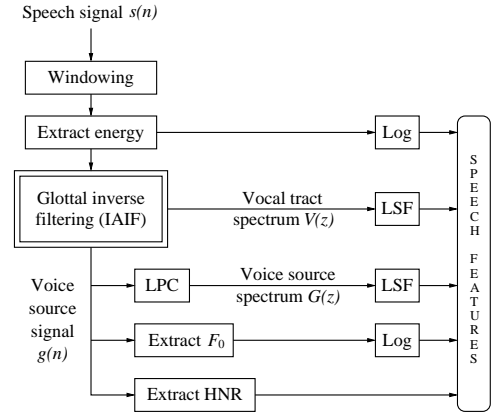 Speech signal s(n)
Windowing
Extract energy
Log
Glottal inverse
filtering (IAIF)
Vocal tract
spectrum V(z)
LSF
Voice
source
signal
g(n)
LPC
Voice source
spectrum G(z)
LSF
Extract F0
Log
Extract HNR
SPEECH FEATURES